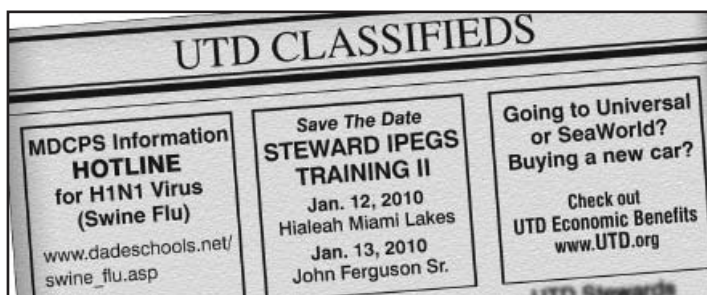 UTD CLASSIFIEDS
MDCPS Information
HOTLINE
for H1N1 Virus
(Swine Flu)
www.dadeschools.net/
swine_flu.asp
Save The Date
STEWARD IPEGS
TRAINING II
Jan. 12, 2010
Hialeah Miami Lakes
Jan. 13, 2010
John Ferguson Sr.
Going to Universal
or SeaWorld?
Buying a new car?
Check out
UTD Economic Benefits
www.UTD.org
UTD Stewards